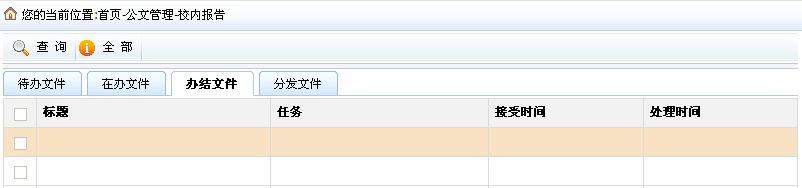 您的当前位置:首页-公文管理-校内报告
查 询 全 部
待办文件 在办文件 办结文件 分发文件
标题 任务 接受时间 处理时间